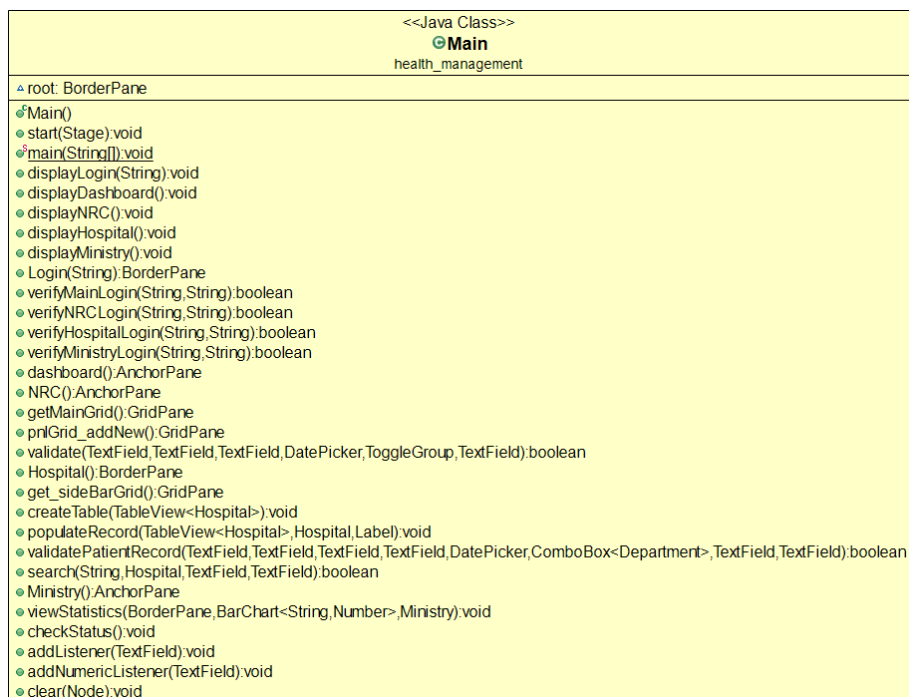 <<Java Class>>
Main
health_management
root: BorderPane
Main()
start(Stage):void
main(String[]):void
displayLogin(String):void
displayDashboard():void
displayNRC():void
displayHospital():void
displayMinistry():void
Login(String):BorderPane
verifyMainLogin(String,String):boolean
verifyNRCLogin(String,String):boolean
verifyHospitalLogin(String,String):boolean
verifyMinistryLogin(String,String):boolean
dashboard():AnchorPane
NRC():AnchorPane
getMainGrid():GridPane
pnlGrid_addNew():GridPane
validate(TextField,TextField,TextField,DatePicker,ToggleGroup,TextField):boolean
Hospital():BorderPane
get_sideBarGrid():GridPane
createTable(TableView<Hospital>):void
populateRecord(TableView<Hospital>,Hospital,Label):void
validatePatientRecord(TextField,TextField,TextField,TextField,DatePicker,ComboBox<Department>,TextField,TextField):boolean
search(String,Hospital,TextField,TextField):boolean
Ministry():AnchorPane
viewStatistics(BorderPane,BarChart<String,Number>,Ministry):void
checkStatus():void
addListener(TextField):void
addNumericListener(TextField):void
clear(Node):void